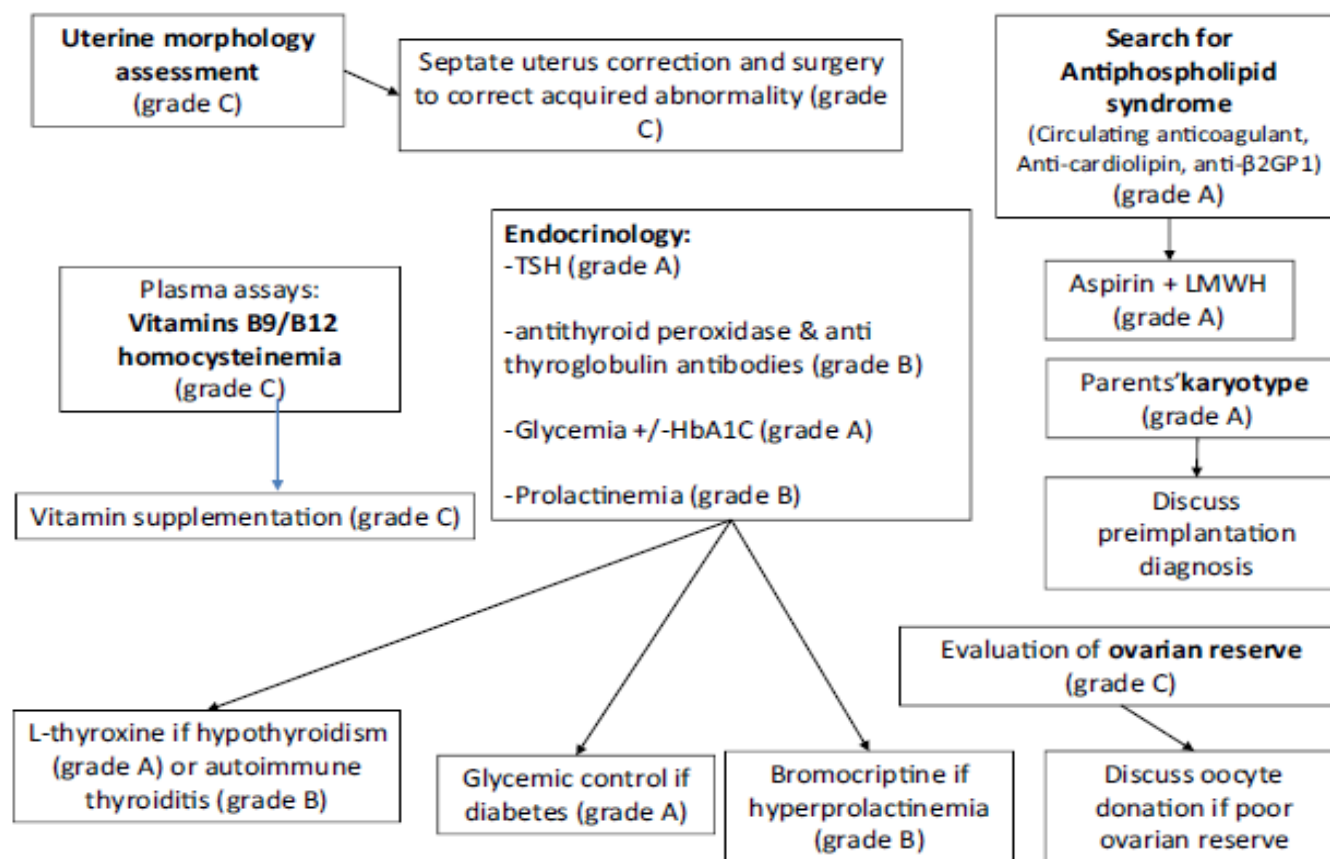 Uterine morphology
assessment
(grade C)
Septate uterus correction and surgery
to correct acquired abnormality (grade
C)
Search for
Antiphospholipid
syndrome
(Circulating anticoagulant,
Anti-cardiolipin, anti-β2GP1)
(grade A)
Aspirin + LMWH
(grade A)
Plasma assays:
Vitamins B9/B12
homocysteinemia
(grade C)
Vitamin supplementation (grade C)
Endocrinology:
-TSH (grade A)
-antithyroid peroxidase & anti
thyroglobulin antibodies (grade B)
-Glycemia +/-HbA1C (grade A)
-Prolactinemia (grade B)
Parents'karyotype
(grade A)
Discuss
preimplantation
diagnosis
Evaluation of ovarian reserve
(grade C)
L-thyroxine if hypothyroidism
(grade A) or autoimmune
thyroiditis (grade B)
Glycemic control if
diabetes (grade A)
Bromocriptine if
hyperprolactinemia
(grade B)
Discuss oocyte
donation if poor
ovarian reserve